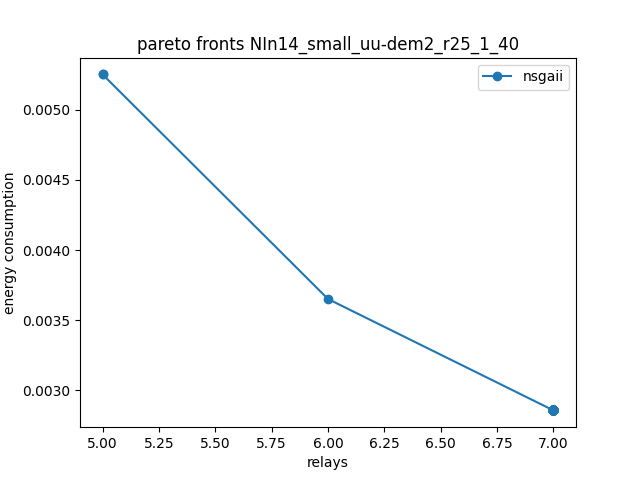 pareto fronts NIn14_small_uu-dem2_r25_1_40
nsgaii
energy consumption
0.0050
0.0045
0.0040
0.0035
0.0030
5.00 5.25 5.50 5.75 6.00 6.25 6.50 6.75 7.00
relays